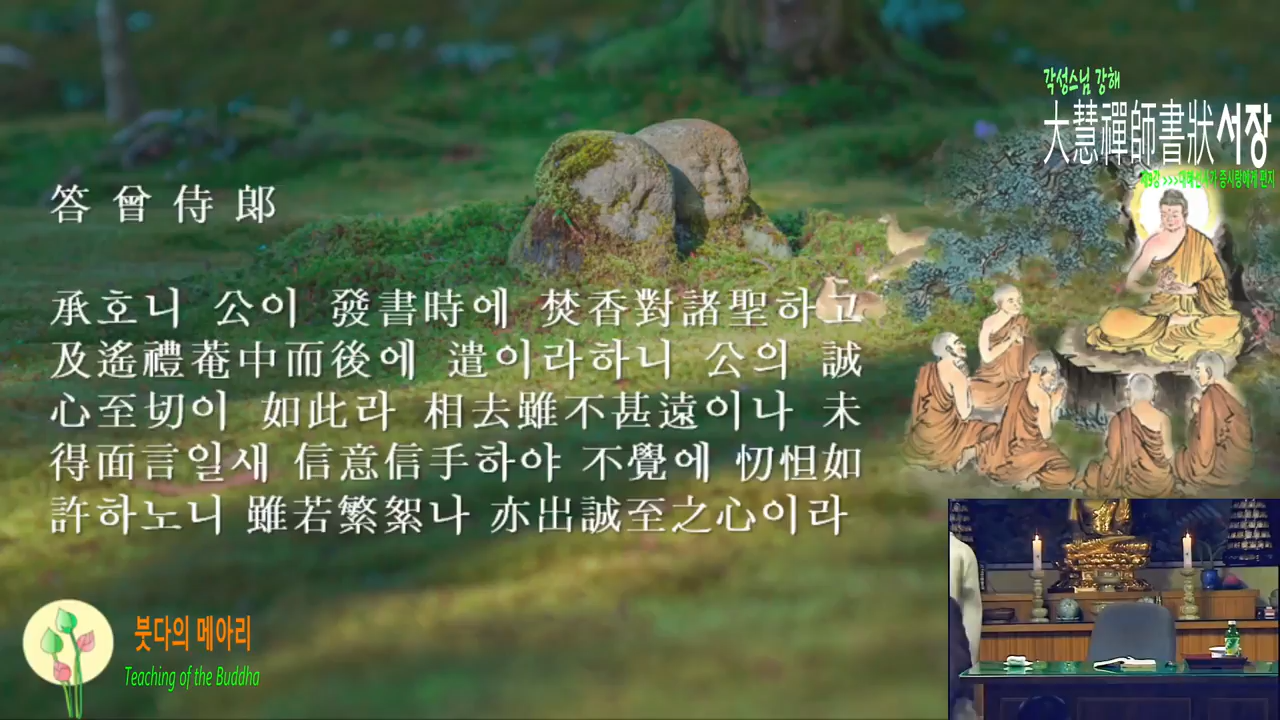 각성스님 강해
大慧禪師書狀서장
答曾侍郞
承호니 公이 發書時에 焚香對諸聖하고
及遙禮菴中而後에 遣이라하니 公의 誠
心至切이 如此라 相去雖不甚遠이나 未
得面言일새 信意信手하야 不覺에 忉怛如
許하노니 雖若繁絮나 亦出誠至之心이라
붓다의 메아리
Teaching of the Buddha